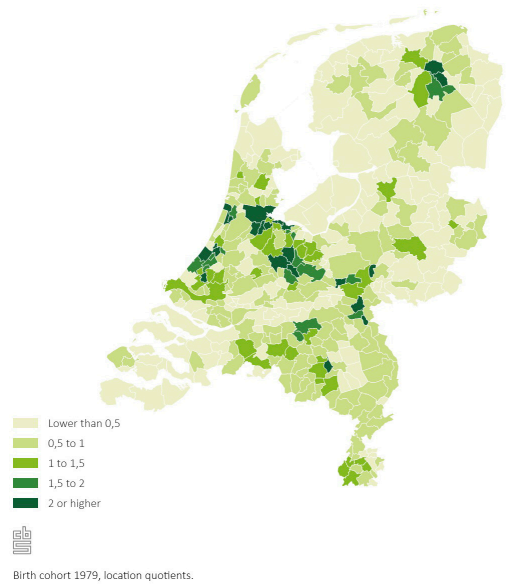 Lower than 0,5
0,5 to 1
1 to 1,5
1,5 to 2
2 or higher
cbs
Birth cohort 1979, location quotients.